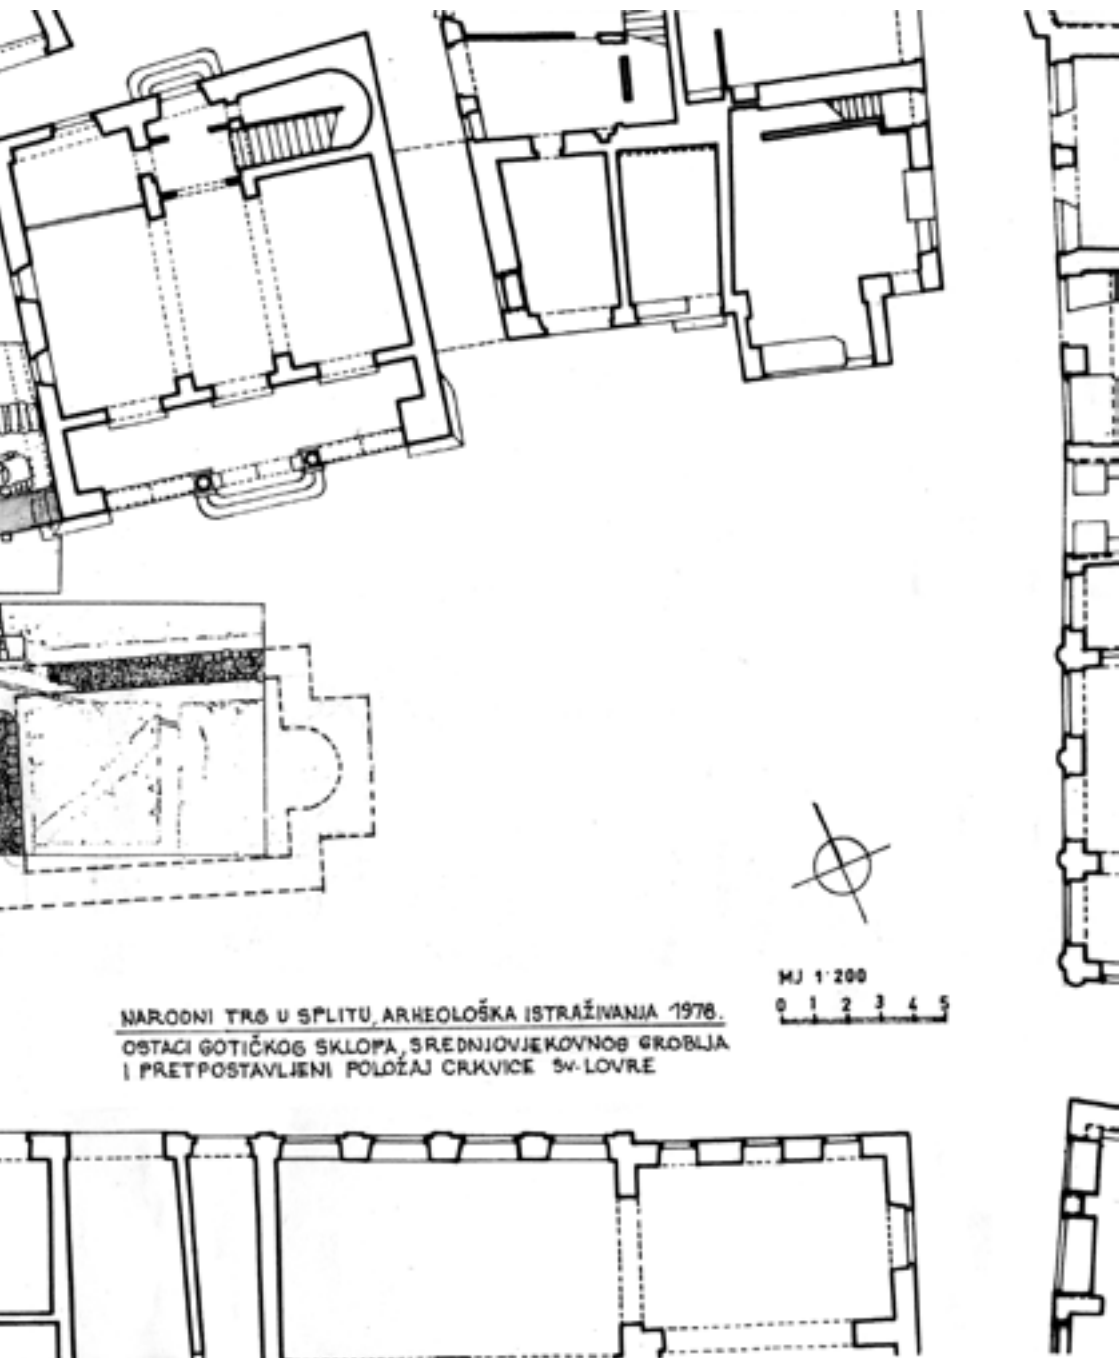 MJ 1:200
0 1 2 3 4 5
NARODNI TRG U SPLITU, ARHEOLOŠKA ISTRAŽIVANJA 1978.
OSTACI GOTIČKOG SKLOPA, SREDNJOVJEKOVNOG GROBLJA
I PRETPOSTAVLJENI POLOŽAJ CRKVICE SV. LOVRE